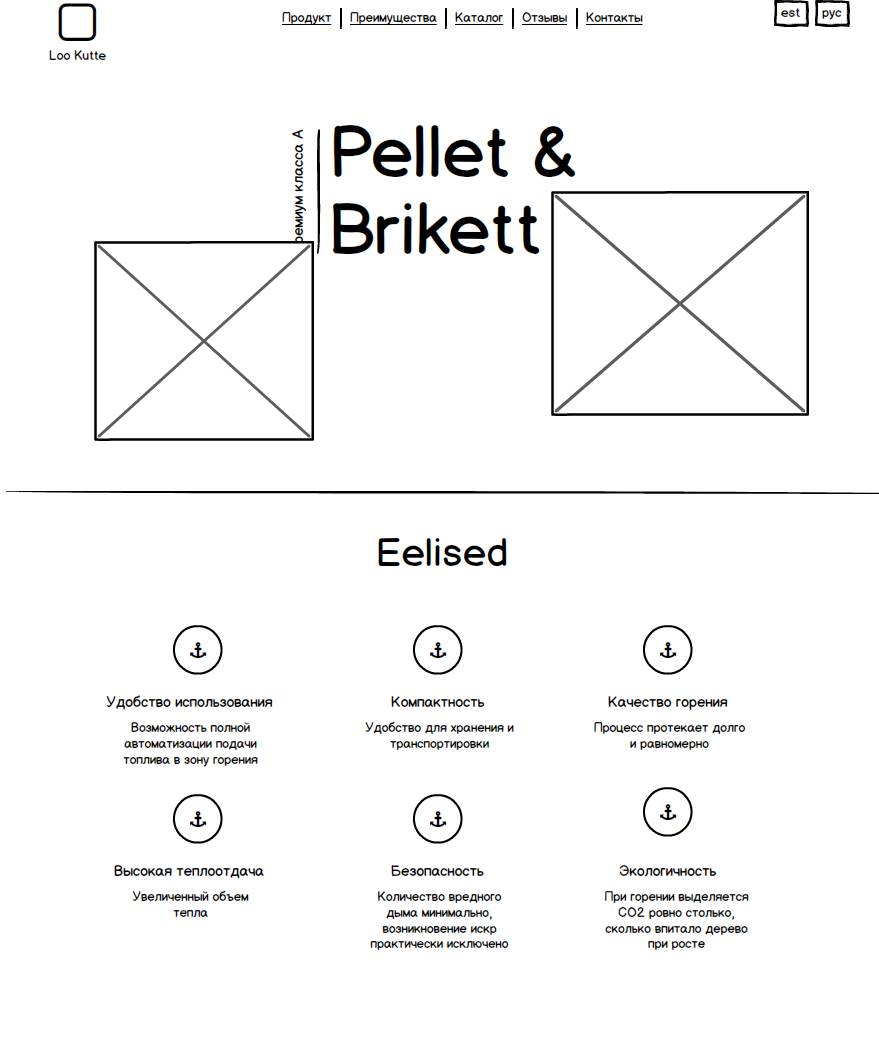 Loo Kutte
Продукт
Преимущества
Каталог
Отзывы
Контакты
est
рус
класса А
Pellet &
Brikett
Eelised
Удобство использования
Возможность полной
автоматизации подачи
топлива в зону горения
Компактность
Удобство для хранения и
транспортировки
Качество горения
Процесс протекает долго
и равномерно
Высокая теплоотдача
Увеличенный объем
тепла
Безопасность
Количество вредного
дыма минимально,
возникновение искр
практически исключено
Экологичность
При горении выделяется
СО2 ровно столько,
сколько впитало дерево
при росте